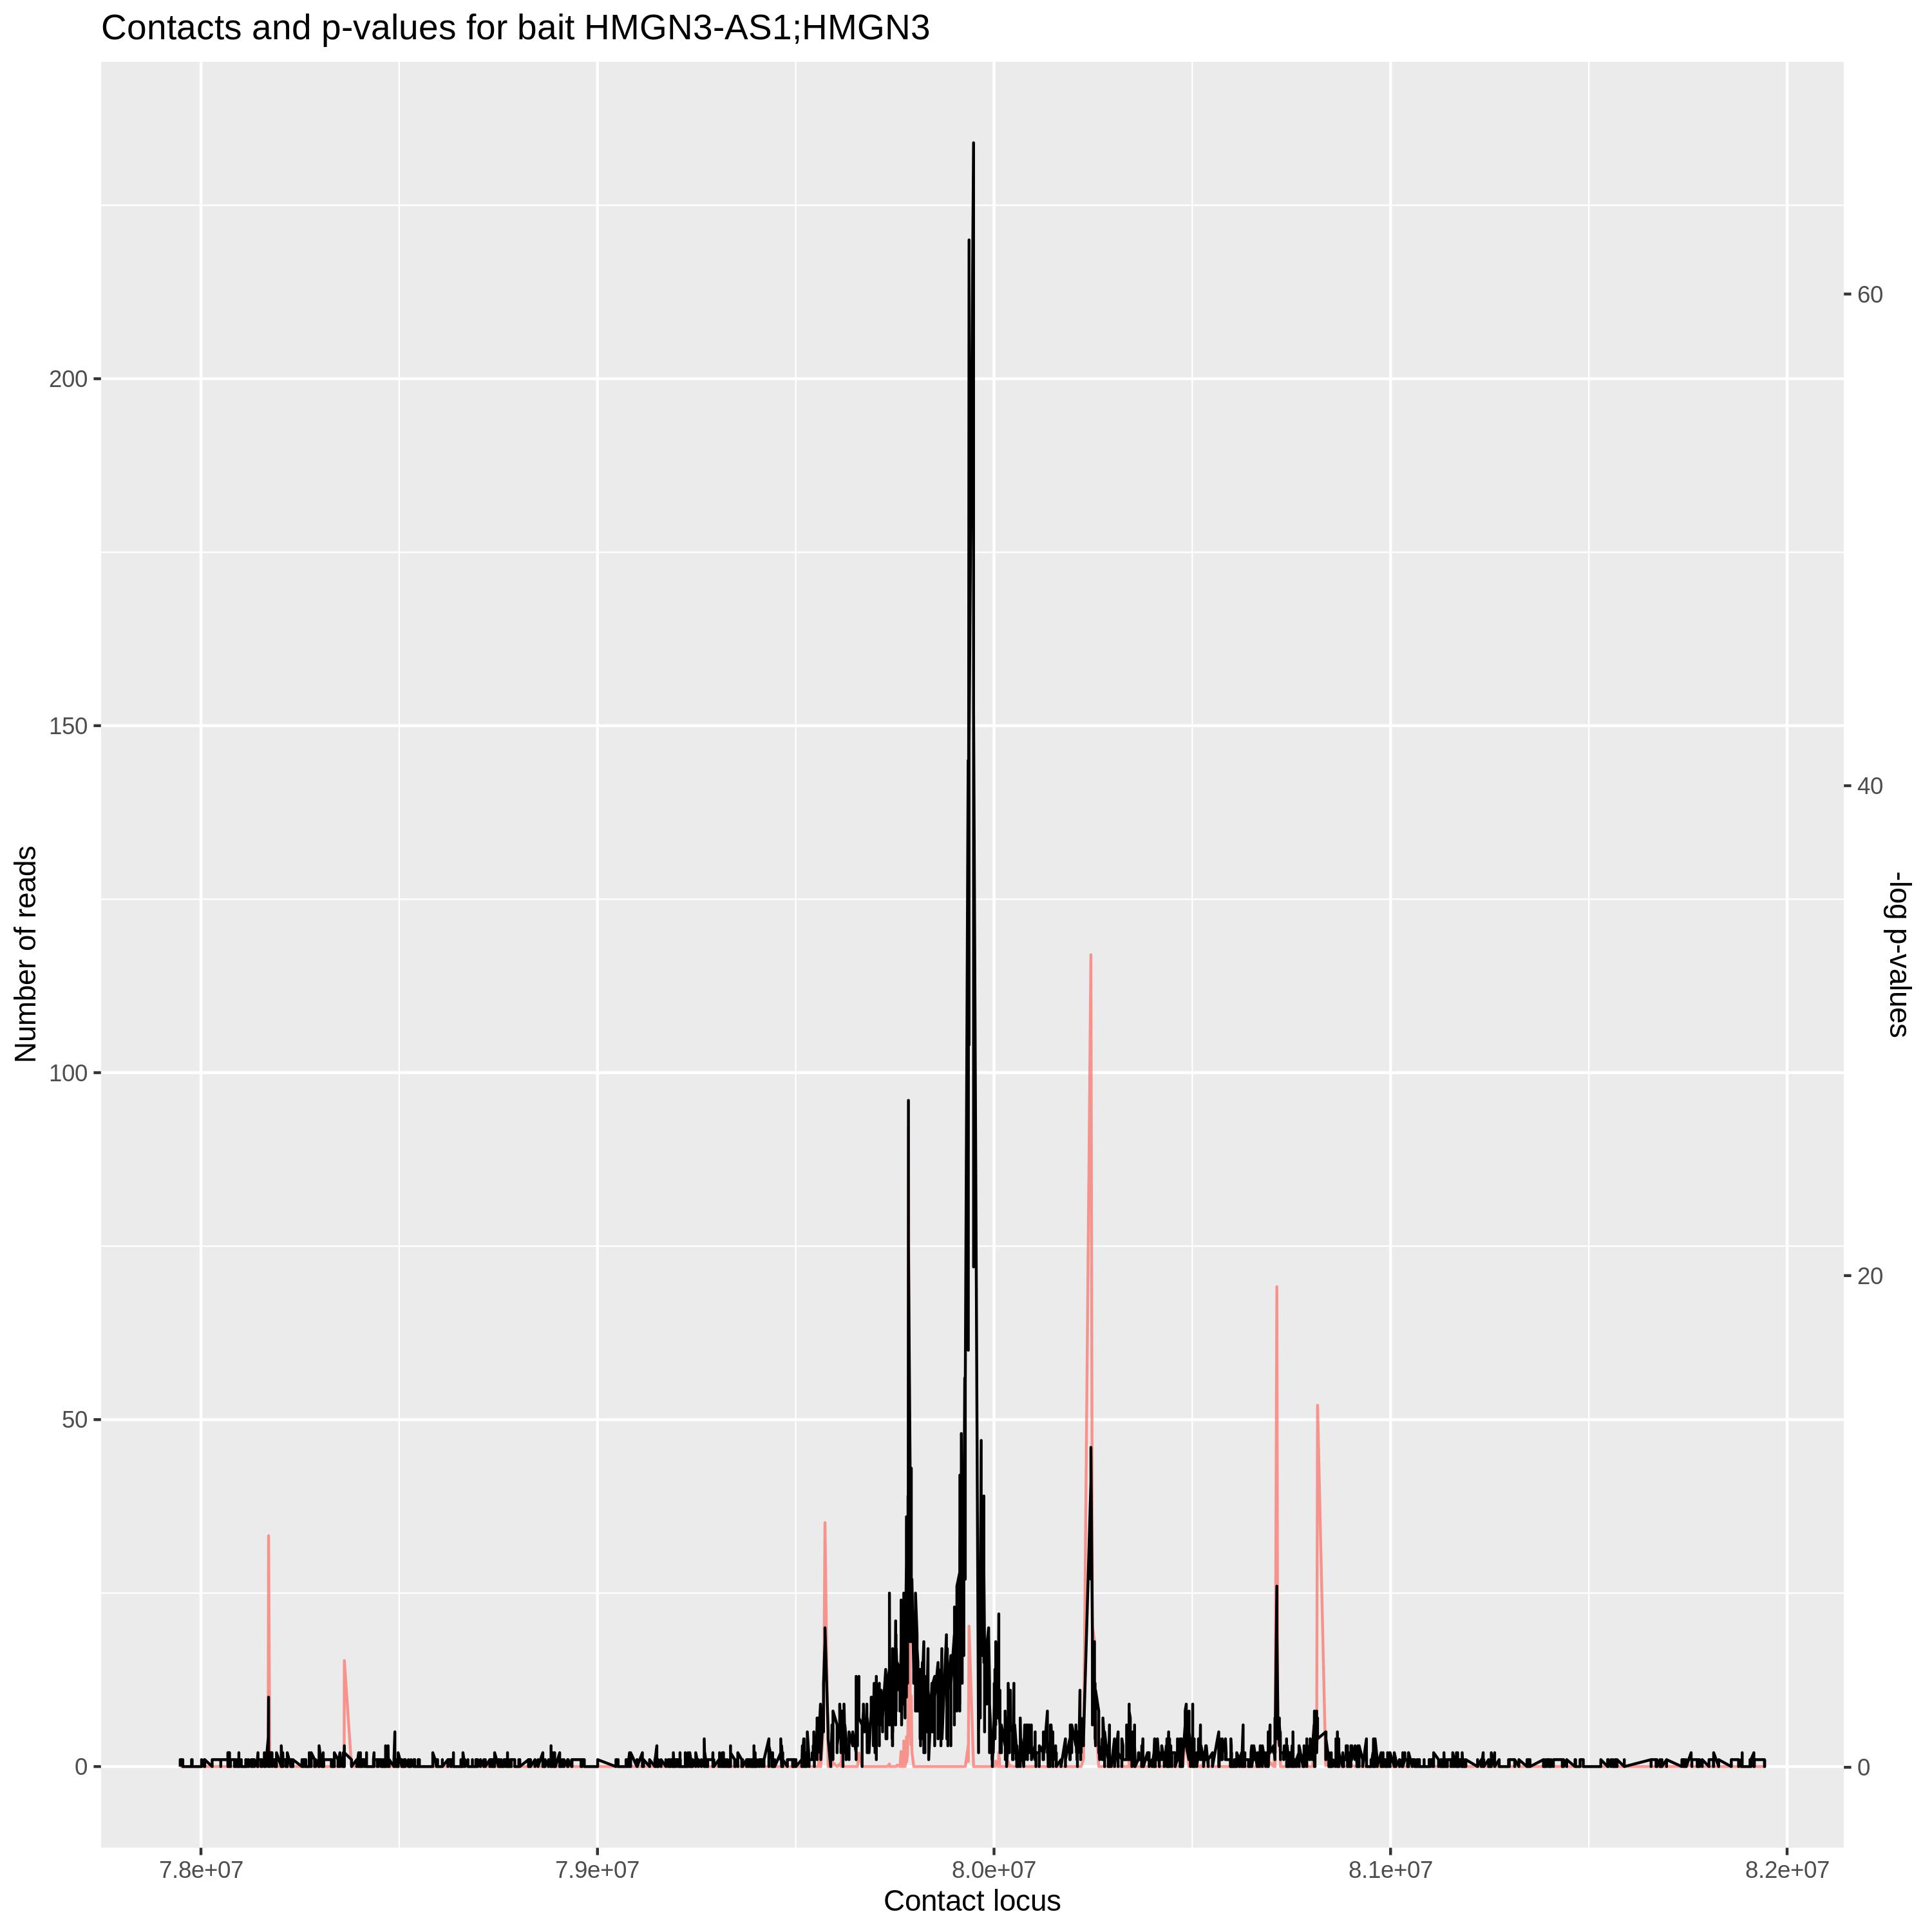 Contacts and p-values for bait HMGN3-AS1;HMGN3
Number of reads
200
150
100
50
0
60
40
20
0
-log p-values
7.8e+07 7.9e+07 8.0e+07 8.1e+07 8.2e+07
Contact locus